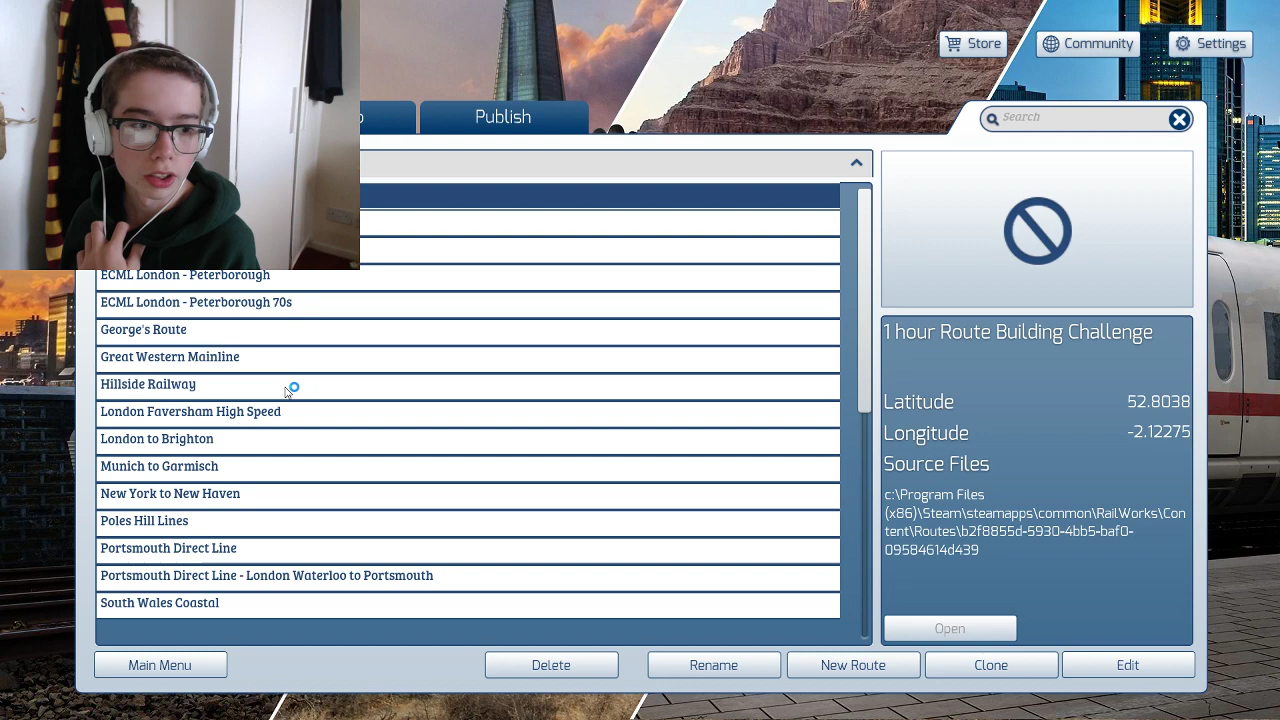 Store
Community
Settings
Publish
Search
ECML London - Peterborough
ECML London - Peterborough 70s
George's Route
Great Western Mainline
Hillside Railway
London Faversham High Speed
London to Brighton
Munich to Garmisch
New York to New Haven
Poles Hill Lines
Portsmouth Direct Line
Portsmouth Direct Line - London Waterloo to Portsmouth
South Wales Coastal
1 hour Route Building Challenge
Latitude 52.8038
Longitude -2.12275
Source Files
c:\Program Files
(x86)\Steam\steamapps\common\RailWorks\Con
tent\Routes\b2f8855d-5930-4bb5-baf0-
09584614d439
Open
Main Menu
Delete
Rename
New Route
Clone
Edit